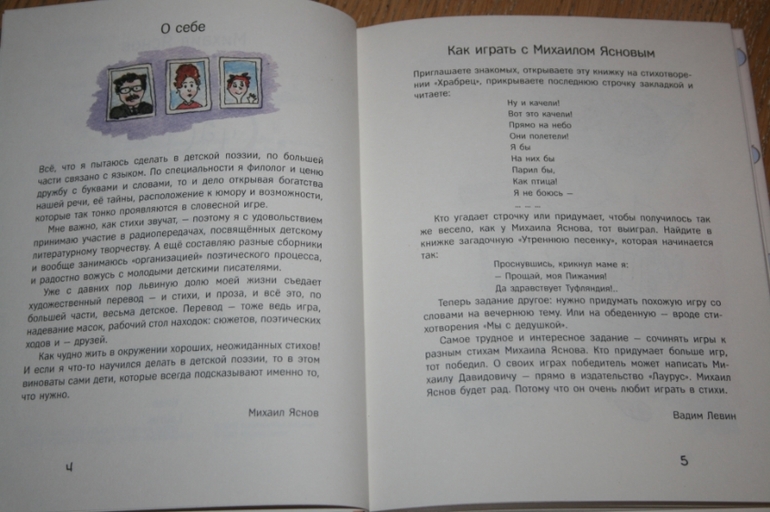 О себе
Всё, что я пытаюсь сделать в детской поэзии, по большей
части связано с языком. По специальности я филолог и ценю
дружбу с буквами и словами, то и дело открывая богатства
нашей речи, её тайны, расположение к юмору и возможности,
которые так тонко проявляются в словесной игре.
Мне важно, как стихи звучат, — поэтому я с удовольствием
принимаю участие в радиопередачах, посвящённых детскому
литературному творчеству. А ещё составляю разные сборники
и вообще занимаюсь «организацией» поэтического процесса,
и радостно вожусь с молодыми детскими писателями.
Уже с давних пор львиную долю моей жизни съедает
художественный перевод — и стихи, и проза, и всё это, по
большей части, весьма детское. Перевод — тоже ведь игра,
надевание масок, рабочий стол находок: сюжетов, поэтических
ходов и — друзей.
Как чудно жить в окружении хороших, неожиданных стихов!
И если я что-то научился делать в детской поэзии, то в этом
виноваты сами дети, которые всегда подсказывают именно то,
что нужно.
Михаил Яснов
4
Как играть с Михаилом Ясновым
Приглашаете знакомых, открываете эту книжку на стихотворе-
нии «Храбрец», прикрываете последнюю строчку закладкой и
читаете:
Ну и качели!
Вот это качели!
Прямо на небо
Они полетели!
Я бы
На них бы
Парил бы,
Как птица!
Я не боюсь —
— — —
Кто угадает строчку или придумает, чтобы получилось так
же весело, как у Михаила Яснова, тот выиграл. Найдите в
книжке загадочную «Утреннюю песенку», которая начинается
так:
Проснувшись, крикнул маме я:
— Прощай, моя Пижамия!
Да здравствует Туфляндия!..
Теперь задание другое: нужно придумать похожую игру со
словами на вечернюю тему. Или на обеденную — вроде сти-
хотворения «Мы с дедушкой».
Самое трудное и интересное задание — сочинять игры к
разным стихам Михаила Яснова. Кто придумает больше игр,
тот победил. О своих играх победитель может написать Ми-
хаилу Давидовичу — прямо в издательство «Лаурус». Михаил
Яснов будет рад. Потому что он очень любит играть в стихи.
Вадим Левин
5